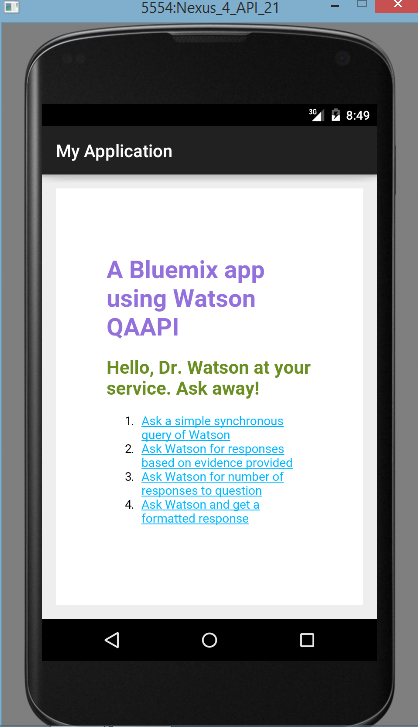 5554:Nexus_4_API_21
3G 8:49
My Application
A Bluemix app
using Watson
QAAPI
Hello, Dr. Watson at your
service. Ask away!
1. Ask a simple synchronous
query of Watson
2. Ask Watson for responses
based on evidence provided
3. Ask Watson for number of
responses to question
4. Ask Watson and get a
formatted response